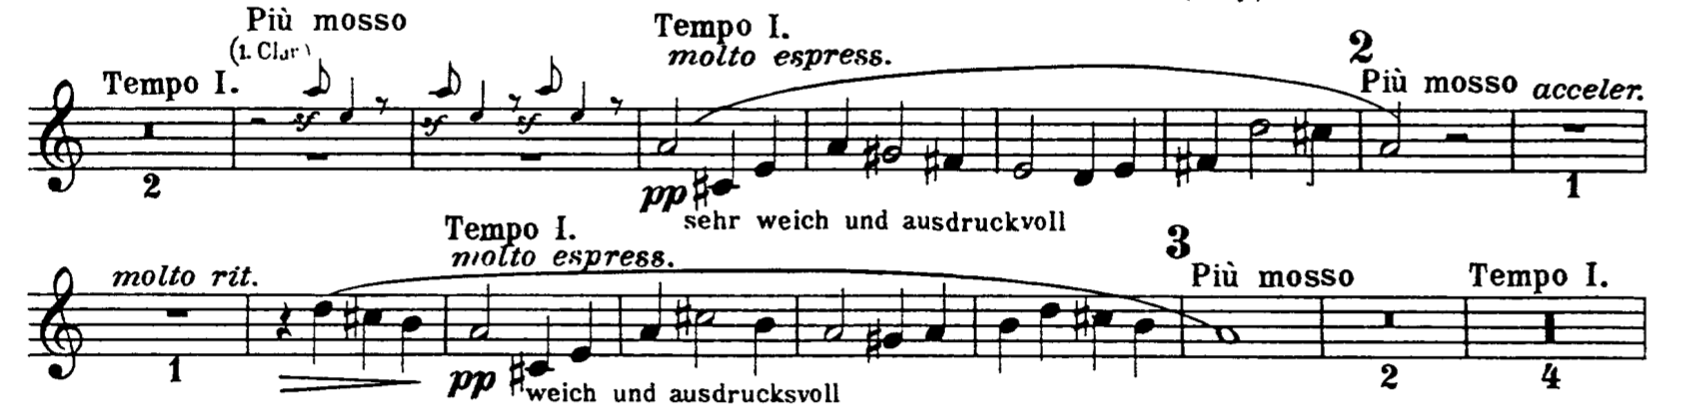 Più mosso
(1. Clar)
Tempo I.
Tempo I.
molto espress.
2
Più mosso acceler.
sf sf sf
pp
2
1
sehr weich und ausdruckvoll
molto rit.
Tempo I.
molto espress.
3
Più mosso
Tempo I.
1
pp
2
4
weich und ausdrucksvoll